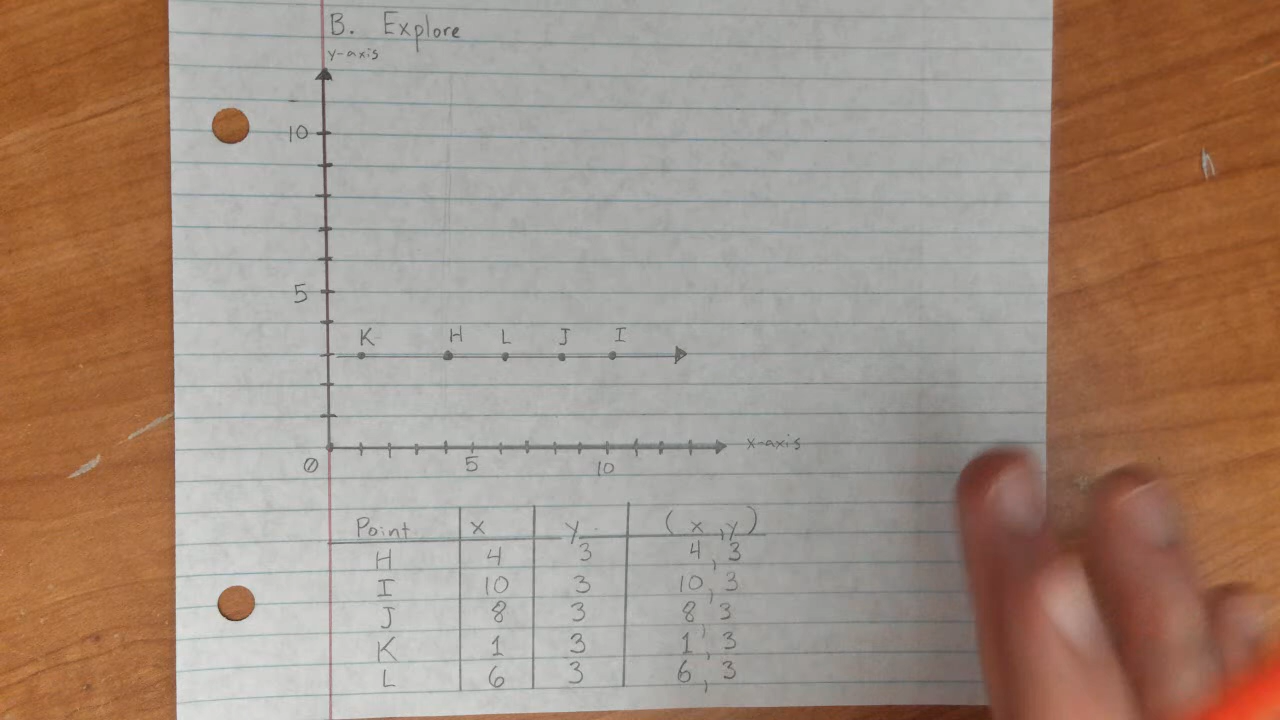 B. Explore
y-axis
10
5
K H L J I
x-axis
0 5 10
Point x y (x, y)
H 4 3 4, 3
I 10 3 10, 3
J 8 3 8, 3
K 1 3 1, 3
L 6 3 6, 3